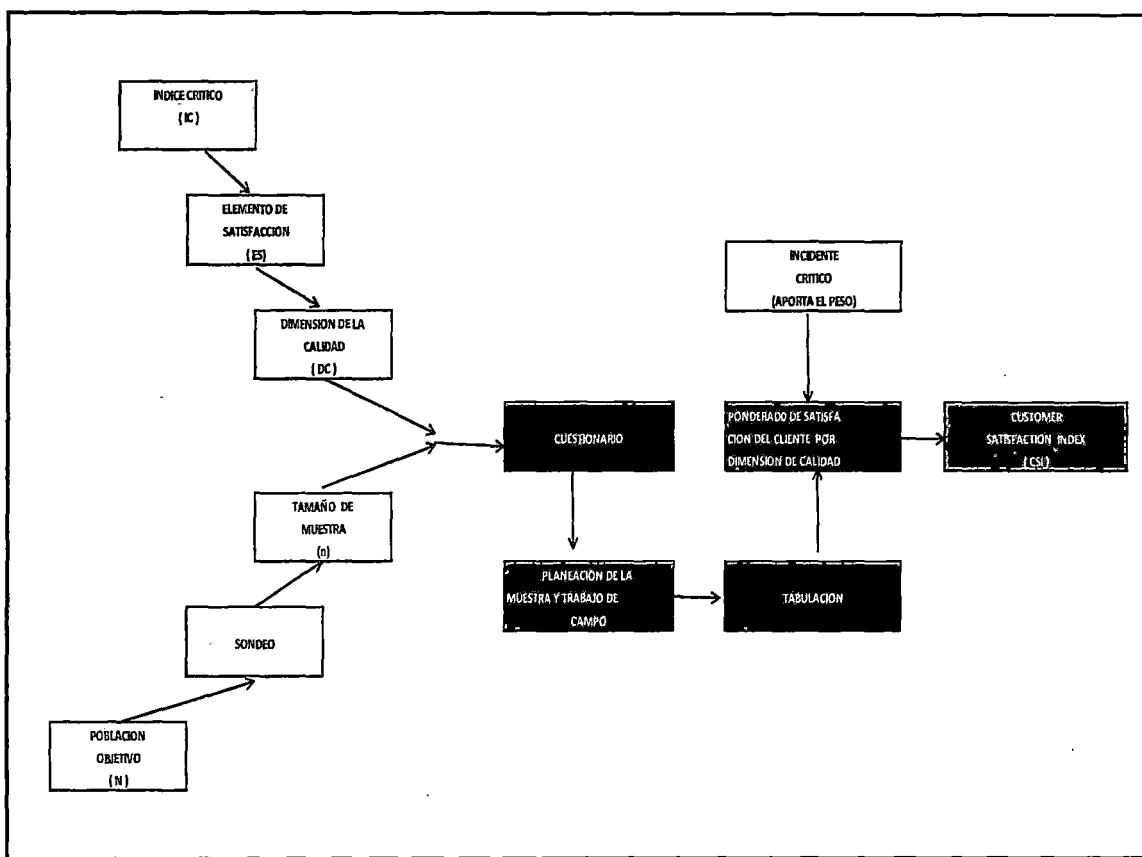 INDICE CRITICO
( IC )
ELEMENTO DE
SATISFACCION
( ES)
DIMENSION DE LA
CALIDAD
( DC )
TAMAÑO DE
MUESTRA
(n)
SONDEO
POBLACION
OBJETIVO
( N )
CUESTIONARIO
PLANEACIÓN DE LA
MUESTRA Y TRABAJO DE
CAMPO
TABULACION
INCIDENTE
CRITICO
(APORTA EL PESO)
PONDERADO DE SATISFA
CION DEL CLIENTE POR
DIMENSION DE CALIDAD
CUSTOMER
SATISFACTION INDEX
( CSI )